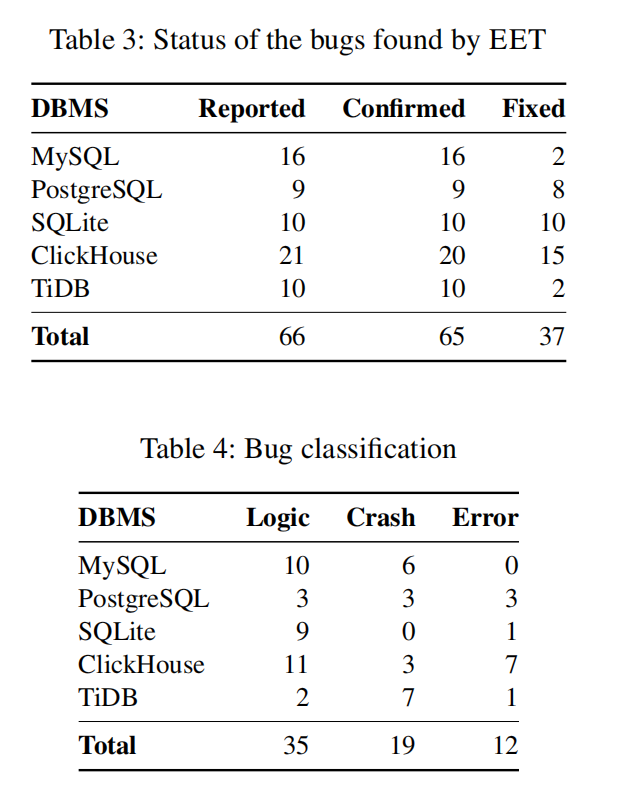 Table 3: Status of the bugs found by EET
DBMS Reported Confirmed Fixed
MySQL 16 16 2
PostgreSQL 9 9 8
SQLite 10 10 10
ClickHouse 21 20 15
TiDB 10 10 2
Total 66 65 37
Table 4: Bug classification
DBMS Logic Crash Error
MySQL 10 6 0
PostgreSQL 3 3 3
SQLite 9 0 1
ClickHouse 11 3 7
TiDB 2 7 1
Total 35 19 12